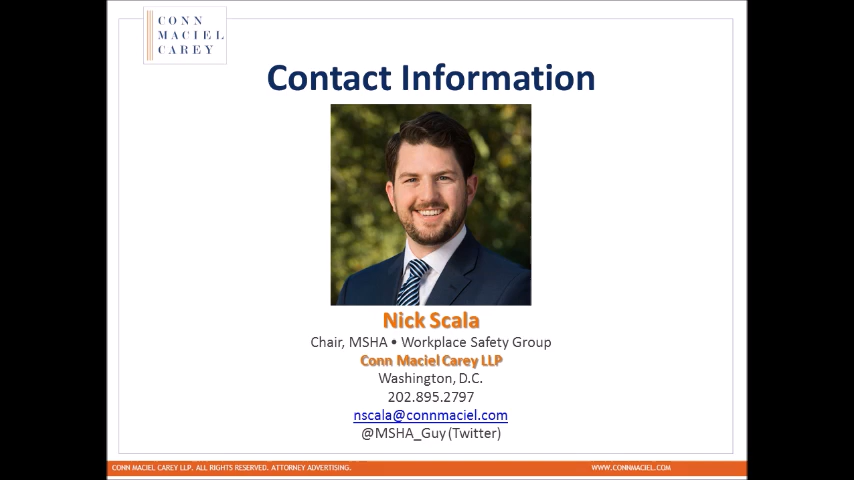 CONN
MACIEL
CAREY
Contact Information
Nick Scala
Chair, MSHA • Workplace Safety Group
Conn Maciel Carey LLP
Washington, D.C.
202.895.2797
nscala@connmaciel.com
@MSHA_Guy (Twitter)
CONN MACIEL CAREY LLP. ALL RIGHTS RESERVED. ATTORNEY ADVERTISING.
WWW.CONNMACIEL.COM